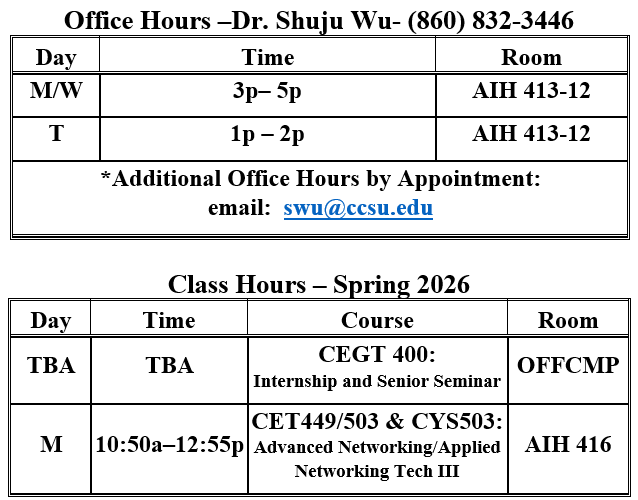 Office Hours –Dr. Shuju Wu- (860) 832-3446
Day Time Room
M/W 3p– 5p AIH 413-12
T 1p – 2p AIH 413-12
*Additional Office Hours by Appointment:
email: swu@ccsu.edu
Class Hours – Spring 2026
Day Time Course Room
TBA TBA CEGT 400: OFFCMP
Internship and Senior Seminar
M 10:50a–12:55p CET449/503 & CYS503: AIH 416
Advanced Networking/Applied
Networking Tech III